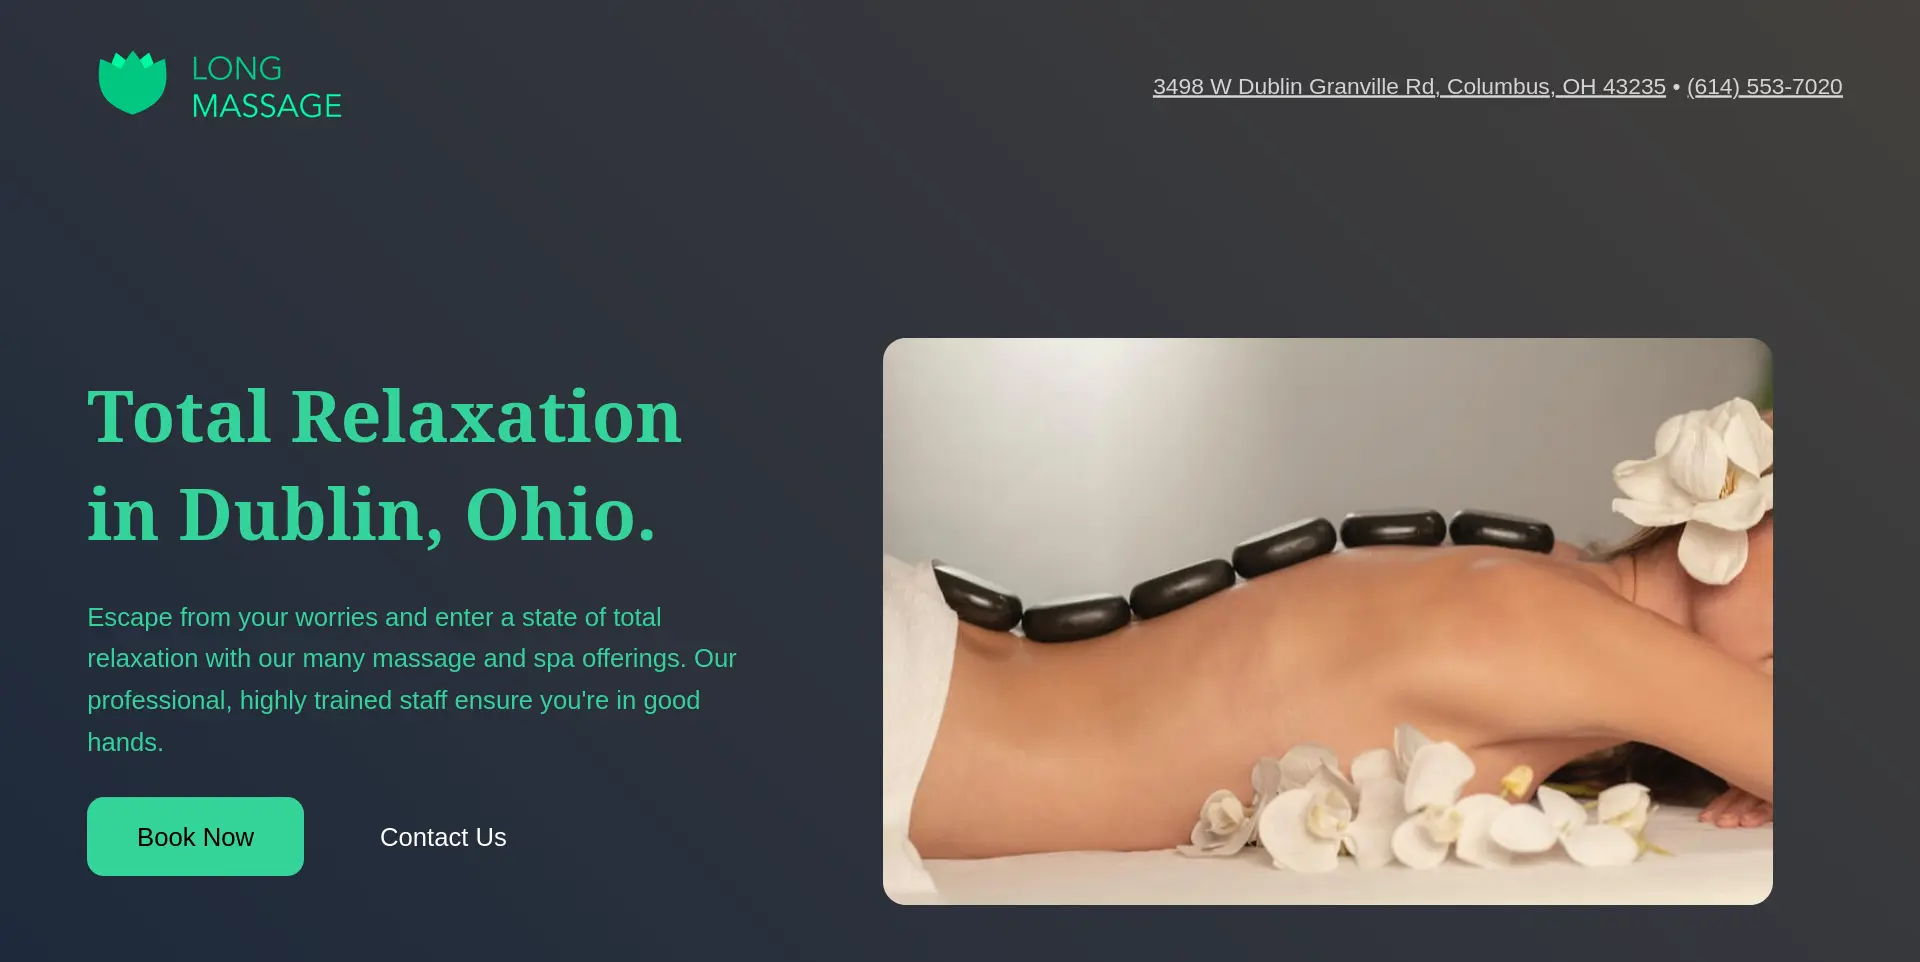 LONG
MASSAGE
3498 W Dublin Granville Rd, Columbus, OH 43235 • (614) 553-7020
Total Relaxation
in Dublin, Ohio.
Escape from your worries and enter a state of total
relaxation with our many massage and spa offerings. Our
professional, highly trained staff ensure you're in good
hands.
Book Now
Contact Us